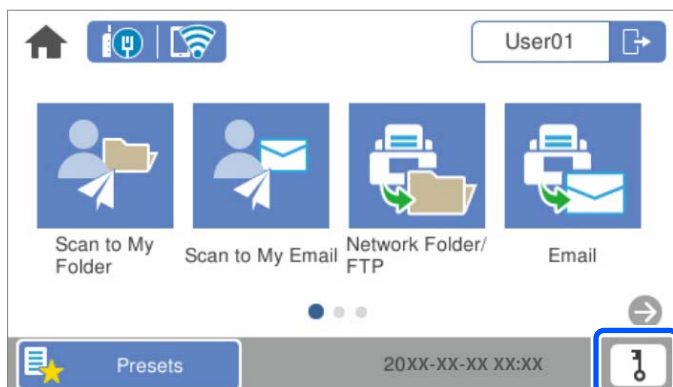 User01
Scan to My
Folder
Scan to My Email
Network Folder/
FTP
Email
Presets
20XX-XX-XX XX:XX